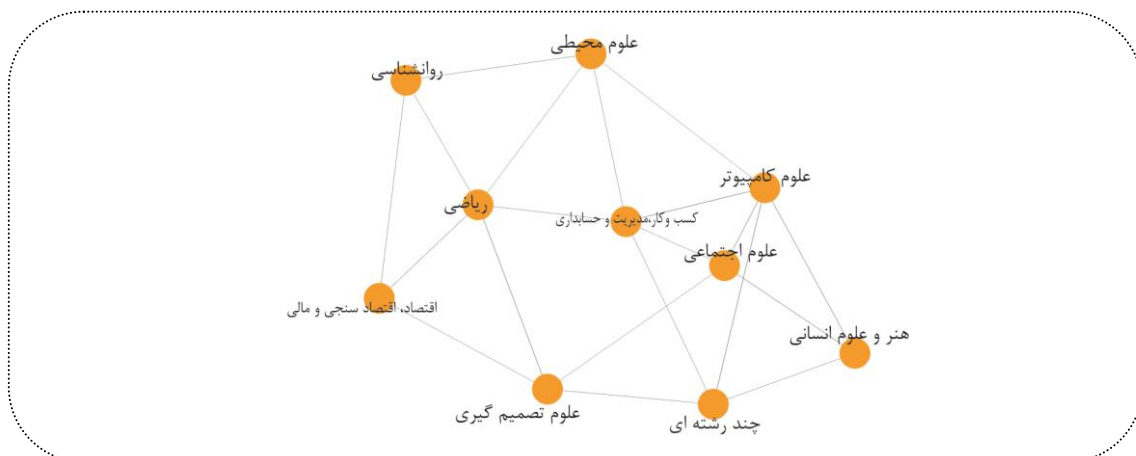 علوم محیطی
روانشناسی
علوم کامپیوتر
ریاضی
کسب وکار،مدیریت و حسابداری
علوم اجتماعی
اقتصاد، اقتصاد سنجی و مالی
هنر و علوم انسانی
علوم تصمیم گیری
چند رشته ای